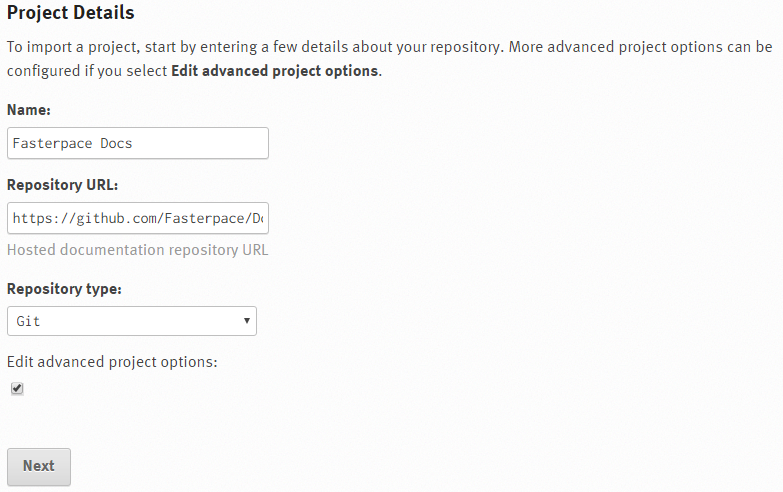 Project Details
To import a project, start by entering a few details about your repository. More advanced project options can be
configured if you select Edit advanced project options.
Name:
Fasterpace Docs
Repository URL:
https://github.com/Fasterpace/Do
Hosted documentation repository URL
Repository type:
Git
Edit advanced project options:
Next